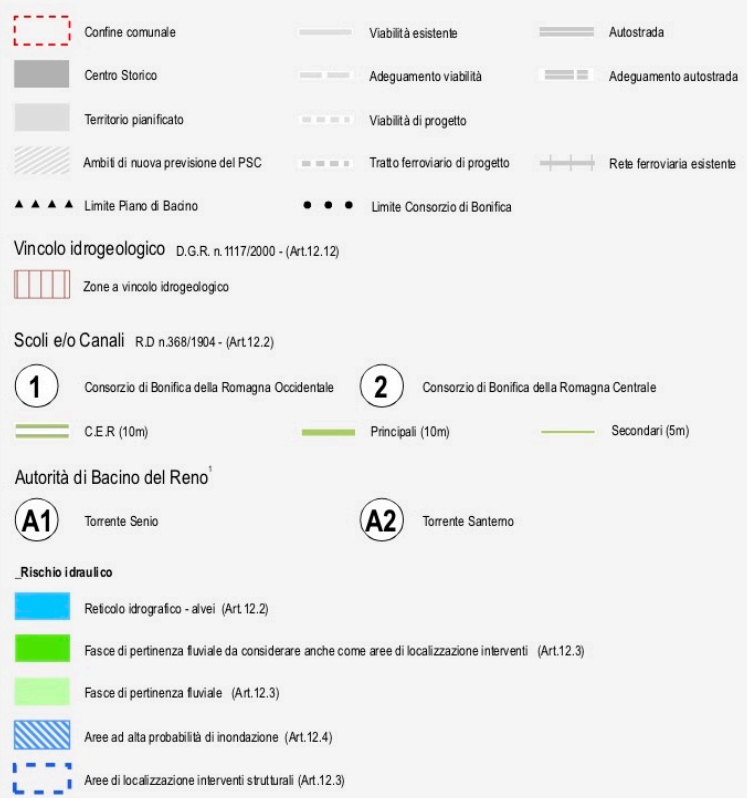 Confine comunale Viabilità esistente Autostrada
Centro Storico Adeguamento viabilità Adeguamento autostrada
Territorio pianificato Viabilità di progetto
Ambiti di nuova previsione del PSC Tratto ferroviario di progetto Rete ferroviaria esistente
Limite Piano di Bacino Limite Consorzio di Bonifica
Vincolo idrogeologico D.G.R. n.1117/2000 - (Art.12.12)
Zone a vincolo idrogeologico
Scoli e/o Canali R.D n.368/1904 - (Art.12.2)
1 Consorzio di Bonifica della Romagna Occidentale 2 Consorzio di Bonifica della Romagna Centrale
C.E.R (10m) Principali (10m) Secondari (5m)
Autorità di Bacino del Reno¹
A1 Torrente Senio A2 Torrente Santerno
_Rischio idraulico
Reticolo idrografico - alvei (Art.12.2)
Fasce di pertinenza fluviale da considerare anche come aree di localizzazione interventi (Art.12.3)
Fasce di pertinenza fluviale (Art.12.3)
Aree ad alta probabilità di inondazione (Art.12.4)
Aree di localizzazione interventi strutturali (Art.12.3)